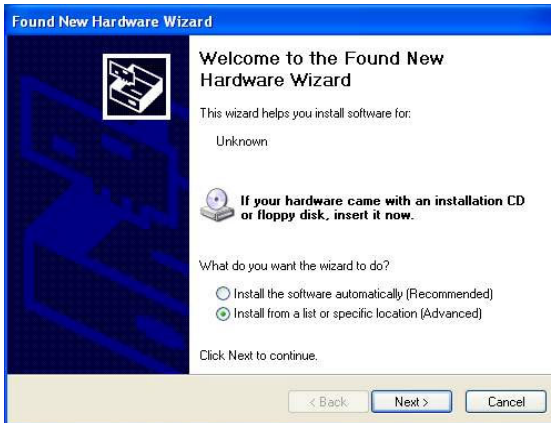 Found New Hardware Wizard
Welcome to the Found New
Hardware Wizard
This wizard helps you install software for:
Unknown
If your hardware came with an installation CD
or floppy disk, insert it now.
What do you want the wizard to do?
Install the software automatically (Recommended)
Install from a list or specific location (Advanced)
Click Next to continue.
< Back
Next >
Cancel